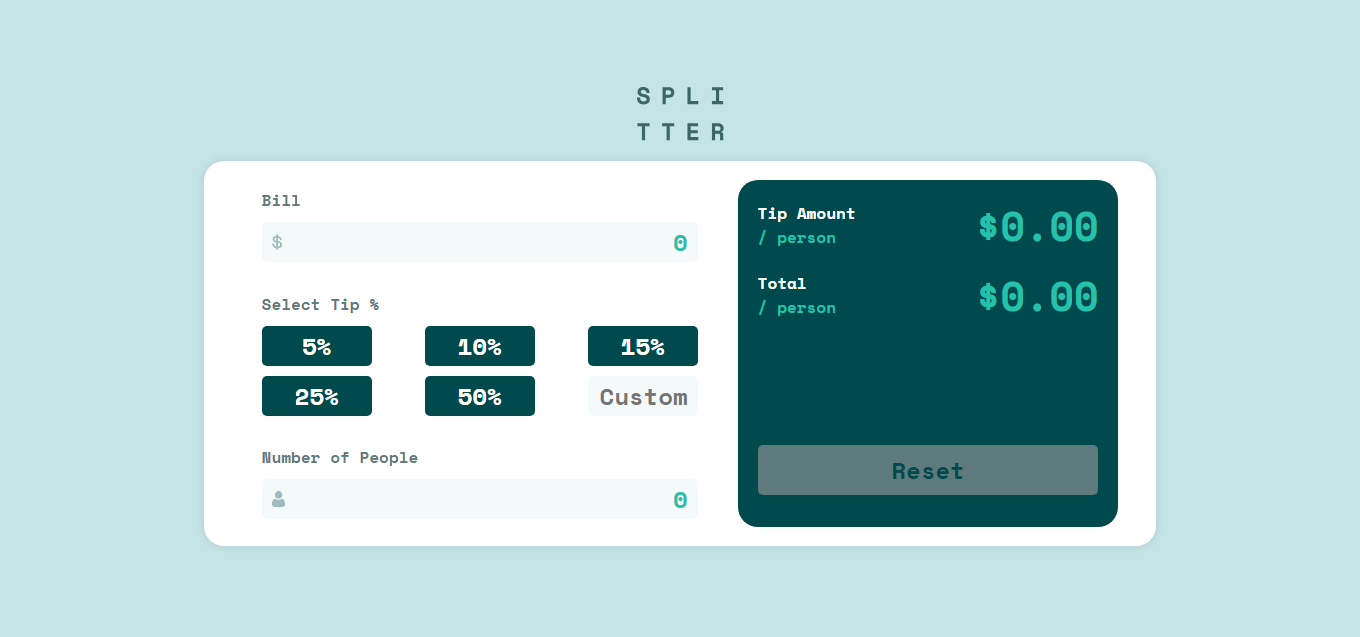 SPLI
TTER
Bill
$ 0
Select Tip %
5% 10% 15%
25% 50% Custom
Number of People
0
Tip Amount
/ person
$0.00
Total
/ person
$0.00
Reset